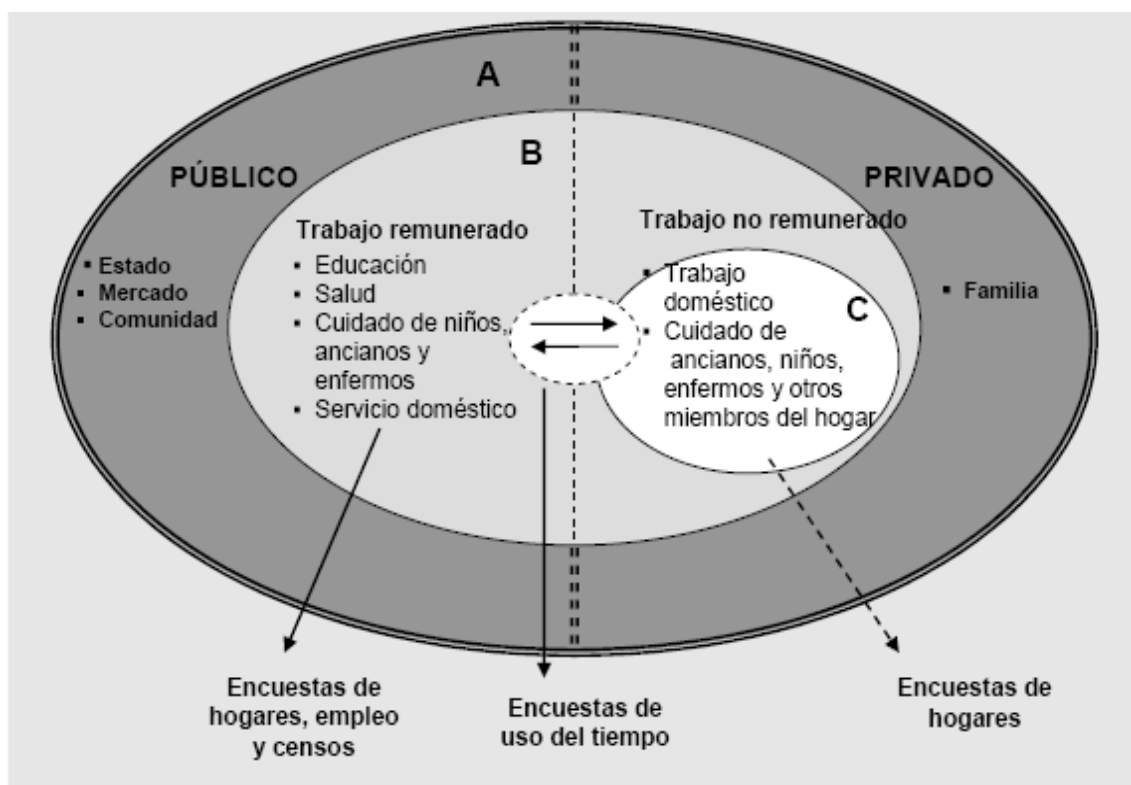 A
B
PÚBLICO
PRIVADO
Trabajo remunerado
▪ Educación
▪ Salud
▪ Cuidado de niños,
ancianos y
enfermos
▪ Servicio doméstico
▪ Estado
▪ Mercado
▪ Comunidad
Trabajo no remunerado
▪ Trabajo
doméstico
▪ Cuidado de
ancianos, niños,
enfermos y otros
miembros del hogar
C
▪ Familia
Encuestas de
hogares, empleo
y censos
Encuestas de
uso del tiempo
Encuestas de
hogares